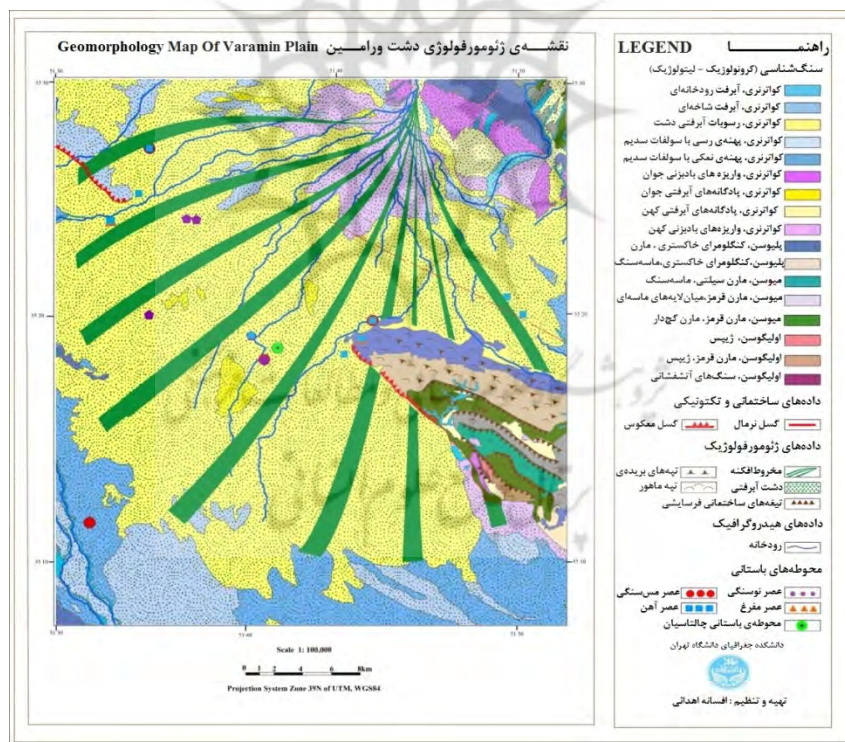 Geomorphology Map Of Varamin Plain نقشه‌ی ژئومورفولوژی دشت ورامین
Scale 1: 100,000
0 1 2 4 6 8km
Projection System Zone 39N of UTM, WGS84
LEGEND راهنما
سنگ‌شناسی (کرونولوژیک - لیتولوژیک)
کواترنری، آبرفت رودخانه‌ای
کواترنری، آبرفت شاخه‌ای
کواترنری، رسوبات آبرفتی دشت
کواترنری، پهنه‌ی رسی با سولفات سدیم
کواترنری، پهنه‌ی نمکی با سولفات سدیم
کواترنری، واریزه های بادبزنی جوان
کواترنری، پادگانه‌های آبرفتی جوان
کواترنری، پادگانه‌های آبرفتی کهن
کواترنری، واریزه‌های بادبزنی کهن
پلیوسن، کنگلومرای خاکستری ، مارن
پلیوسن، کنگلومرای خاکستری،ماسه‌سنگ
میوسن، مارن سیلتی، ماسه‌سنگ
میوسن، مارن قرمز،میان‌لایه‌های ماسه‌ای
میوسن، مارن قرمز، مارن گچ‌دار
اولیگوسن، ژیپس
اولیگوسن، مارن قرمز، ژیپس
اولیگوسن، سنگ‌های آتشفشانی
داده‌های ساختمانی و تکتونیکی
گسل نرمال گسل معکوس
داده‌های ژئومورفولوژیک
مخروط‌افکنه تپه‌های بریده‌ی
دشت آبرفتی تپه ماهور
تیغه‌های ساختمانی فرسایشی
داده‌های هیدروگرافیک
رودخانه
محوطه‌های باستانی
عصر نوسنگی عصر مس‌سنگی
عصر مفرغ عصر آهن
محوطه‌ی باستانی چالتاسیان
دانشکده جغرافیای دانشگاه تهران
تهیه و تنظیم : افسانه اهدائی